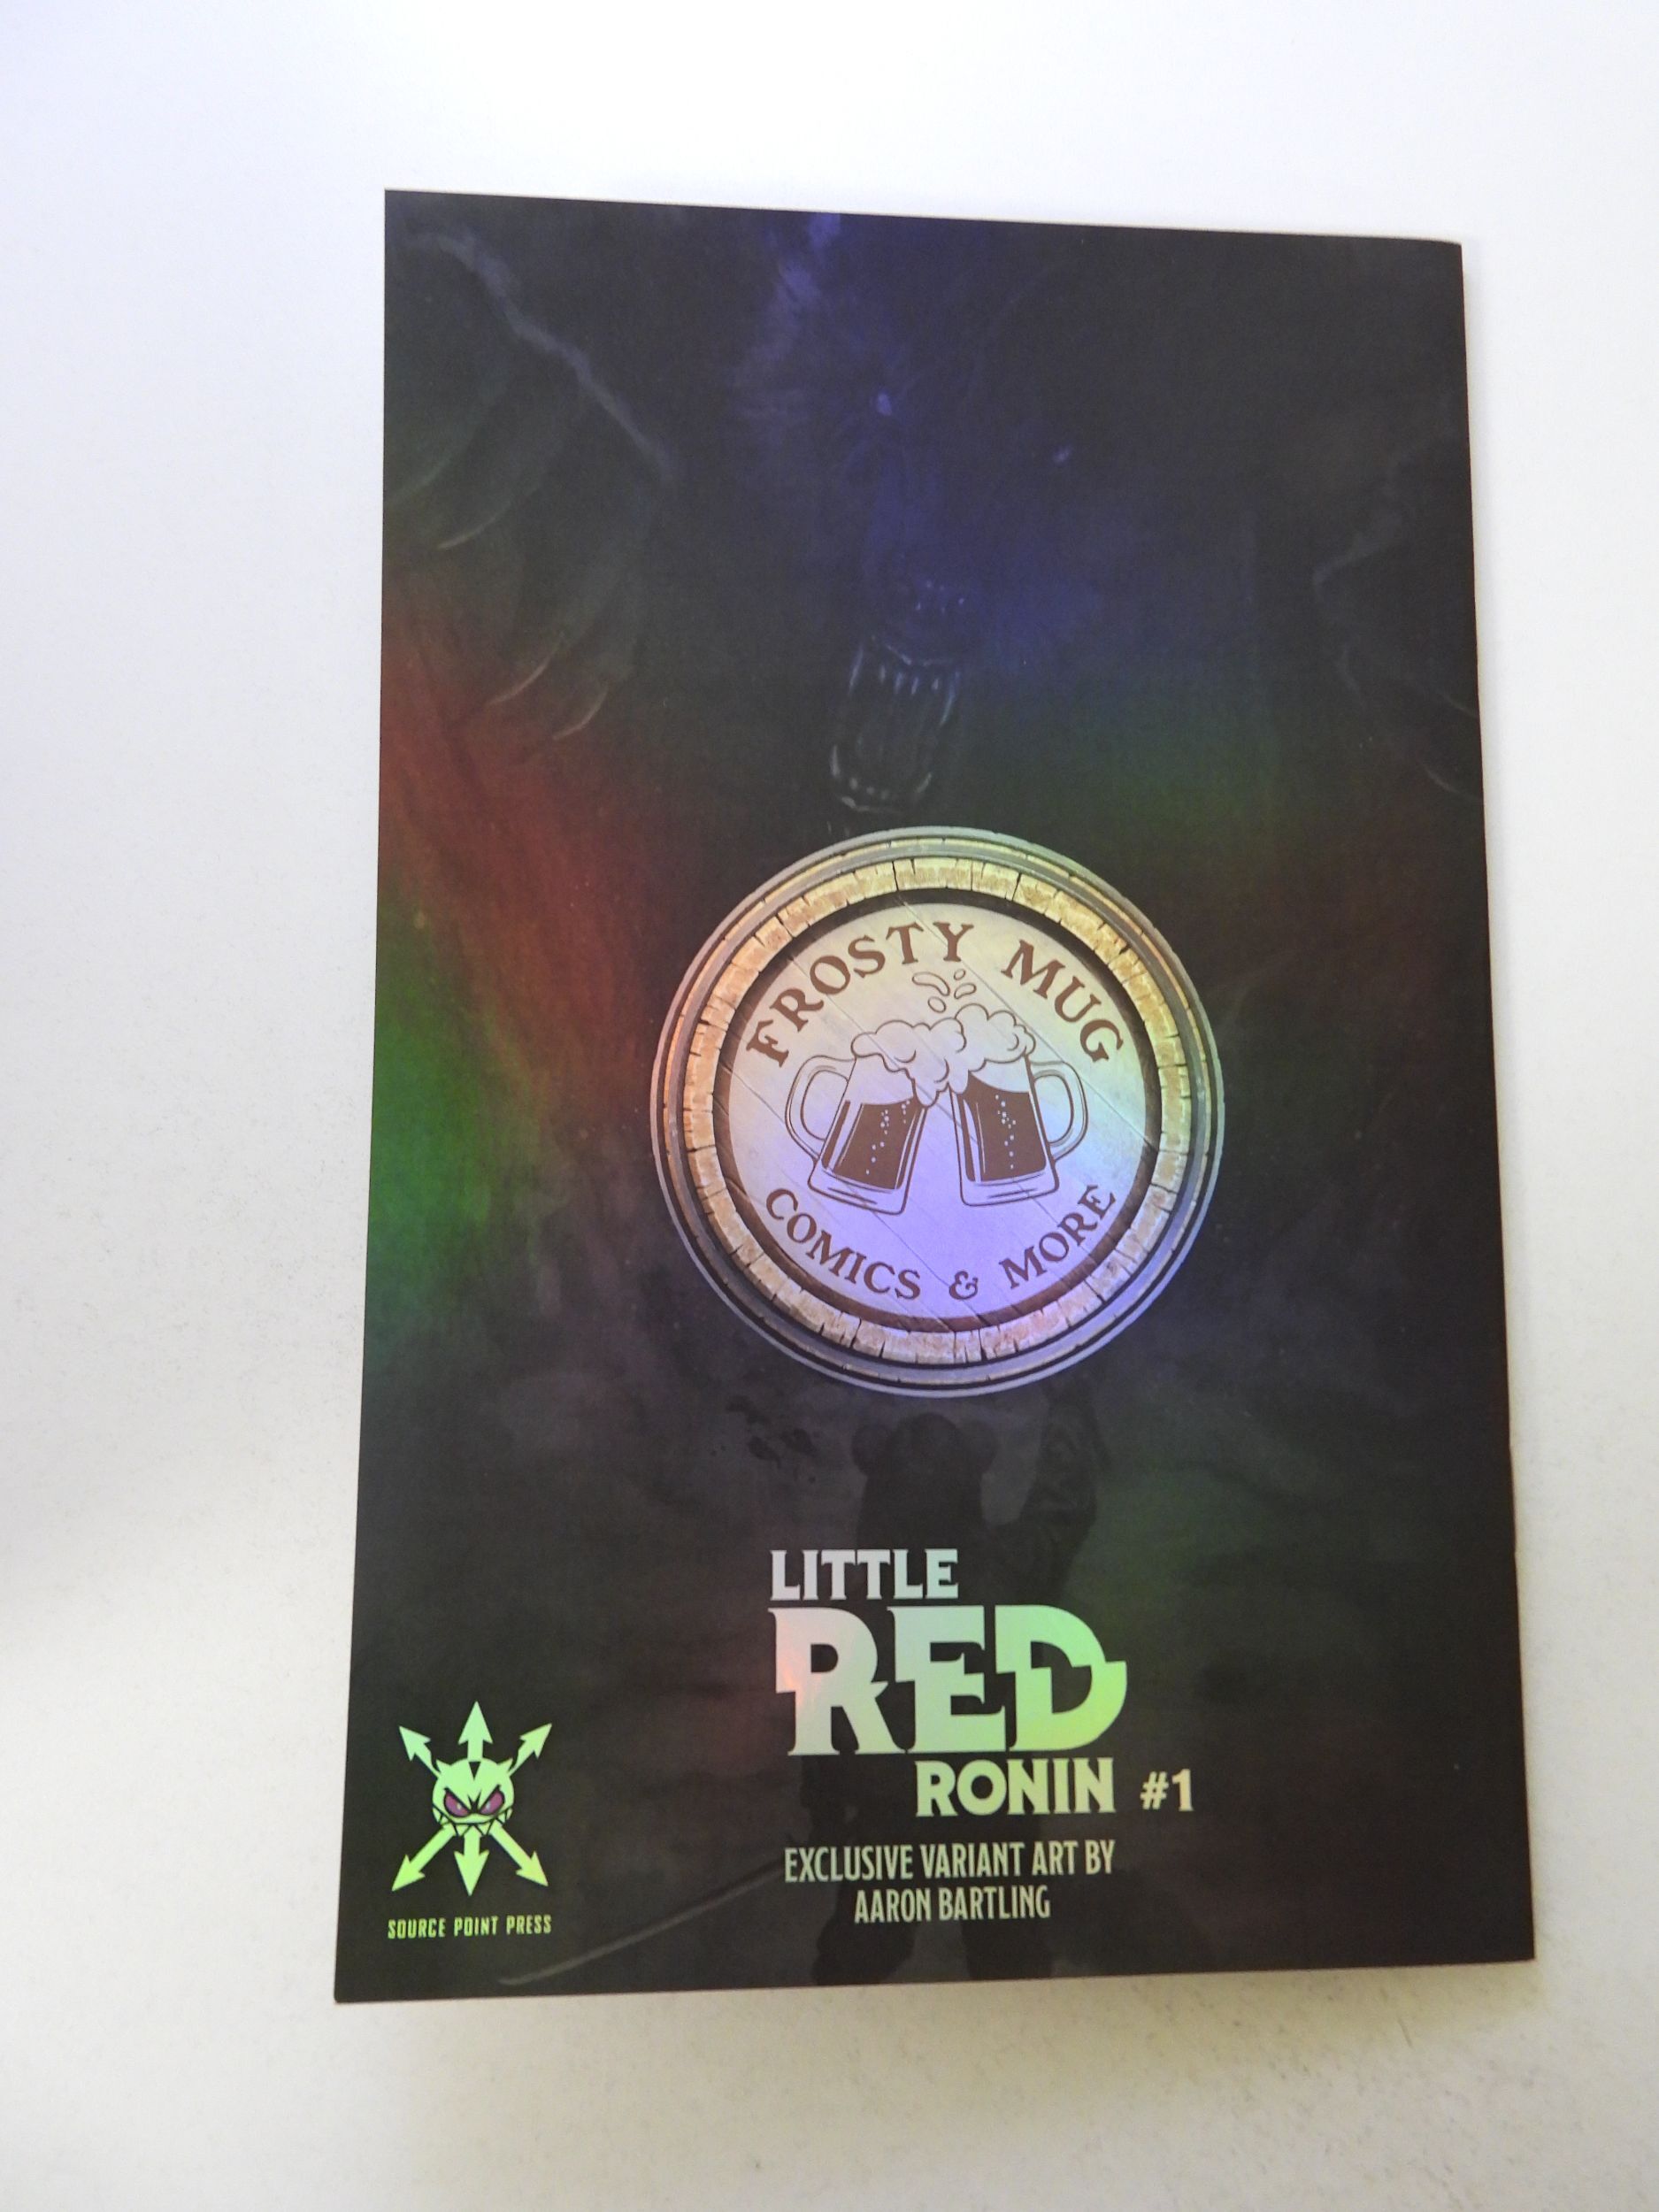 FROSTY MUG
COMICS & MORE
LITTLE
RED
RONIN #1
EXCLUSIVE VARIANT ART BY
AARON BARTLING
SOURCE POINT PRESS